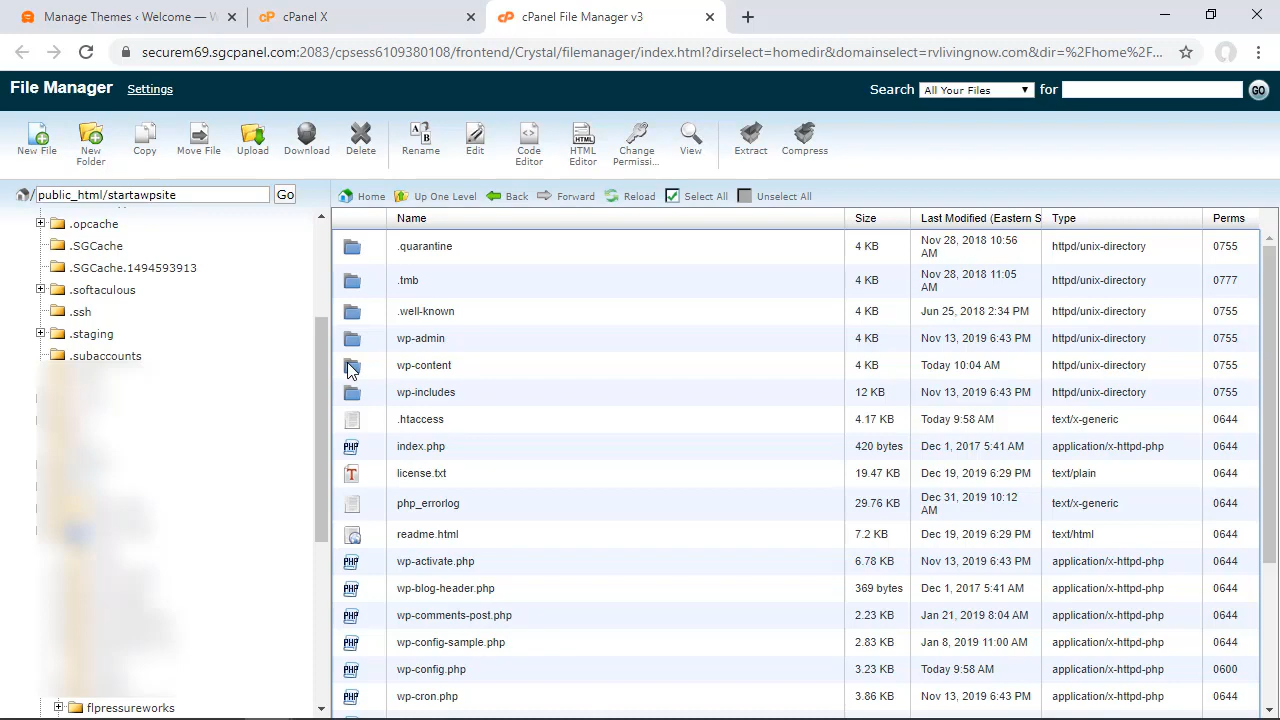 Manage Themes ‹ Welcome — W
cPanel X
cPanel File Manager v3
securem69.sgcpanel.com:2083/cpsess6109380108/frontend/Crystal/filemanager/index.html?dirselect=homedir&domainselect=rvlivingnow.com&dir=%2Fhome%2F...
File Manager Settings
Search All Your Files for GO
New File
New Folder
Copy
Move File
Upload
Download
Delete
Rename
Edit
Code Editor
HTML Editor
Change Permissi...
View
Extract
Compress
/ public_html/startawpsite Go
Home Up One Level Back Forward Reload Select All Unselect All
.opcache
.SGCache
.SGCache.1494593913
.softaculous
.ssh
.staging
.subaccounts
flpressureworks
Name Size Last Modified (Eastern S Type Perms
.quarantine 4 KB Nov 28, 2018 10:56 AM httpd/unix-directory 0755
.tmb 4 KB Nov 28, 2018 11:05 AM httpd/unix-directory 0777
.well-known 4 KB Jun 25, 2018 2:34 PM httpd/unix-directory 0755
wp-admin 4 KB Nov 13, 2019 6:43 PM httpd/unix-directory 0755
wp-content 4 KB Today 10:04 AM httpd/unix-directory 0755
wp-includes 12 KB Nov 13, 2019 6:43 PM httpd/unix-directory 0755
.htaccess 4.17 KB Today 9:58 AM text/x-generic 0644
PHP index.php 420 bytes Dec 1, 2017 5:41 AM application/x-httpd-php 0644
T license.txt 19.47 KB Dec 19, 2019 6:29 PM text/plain 0644
php_errorlog 29.76 KB Dec 31, 2019 10:12 AM text/x-generic 0644
readme.html 7.2 KB Dec 19, 2019 6:29 PM text/html 0644
PHP wp-activate.php 6.78 KB Nov 13, 2019 6:43 PM application/x-httpd-php 0644
PHP wp-blog-header.php 369 bytes Dec 1, 2017 5:41 AM application/x-httpd-php 0644
PHP wp-comments-post.php 2.23 KB Jan 21, 2019 8:04 AM application/x-httpd-php 0644
PHP wp-config-sample.php 2.83 KB Jan 8, 2019 11:00 AM application/x-httpd-php 0644
PHP wp-config.php 3.23 KB Today 9:58 AM application/x-httpd-php 0600
PHP wp-cron.php 3.86 KB Nov 13, 2019 6:43 PM application/x-httpd-php 0644